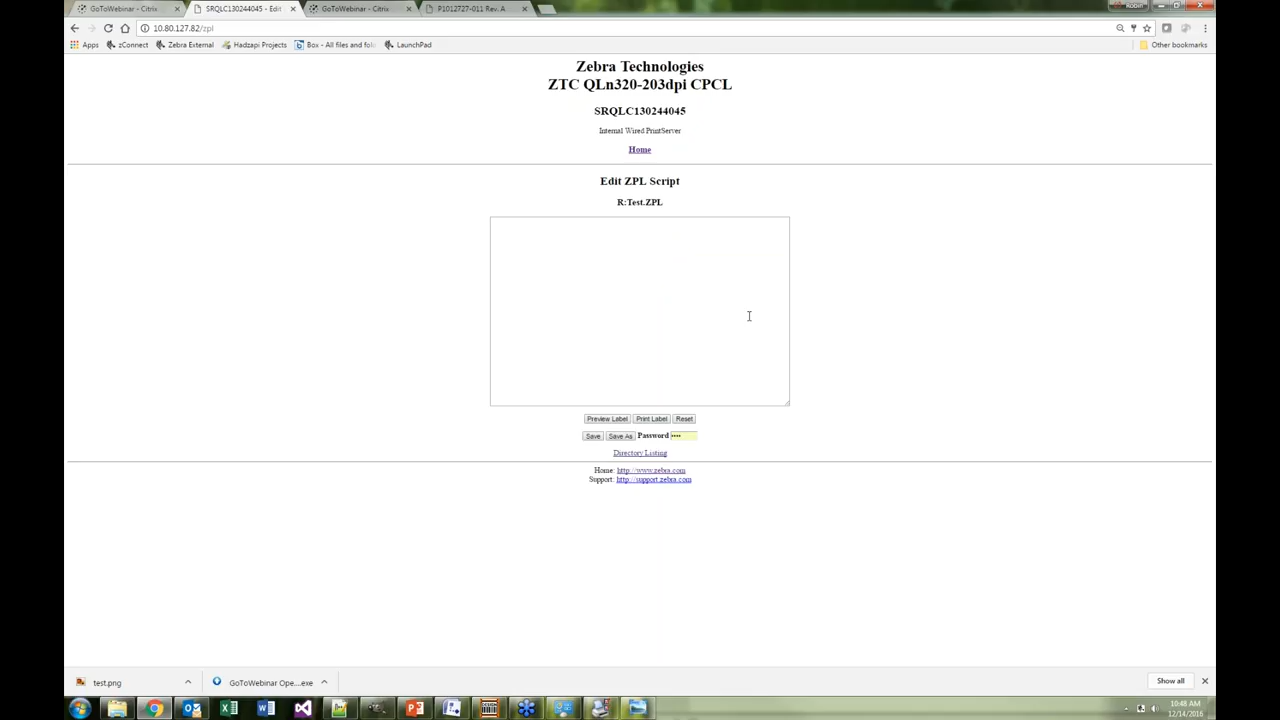 Robin
GoToWebinar - Citrix
SRQLC130244045 - Edit
GoToWebinar - Citrix
P1012727-011 Rev. A
10.80.127.82/zpl
Apps
zConnect
Zebra External
Hadzapi Projects
Box - All files and fold
LaunchPad
Other bookmarks
Zebra Technologies
ZTC QLn320-203dpi CPCL
SRQLC130244045
Internal Wired PrintServer
Home
Edit ZPL Script
R:Test.ZPL
Preview Label Print Label Reset
Save Save As Password ••••
Directory Listing
Home: http://www.zebra.com
Support: http://support.zebra.com
test.png
GoToWebinar Ope....exe
Show all
10:48 AM
12/14/2016